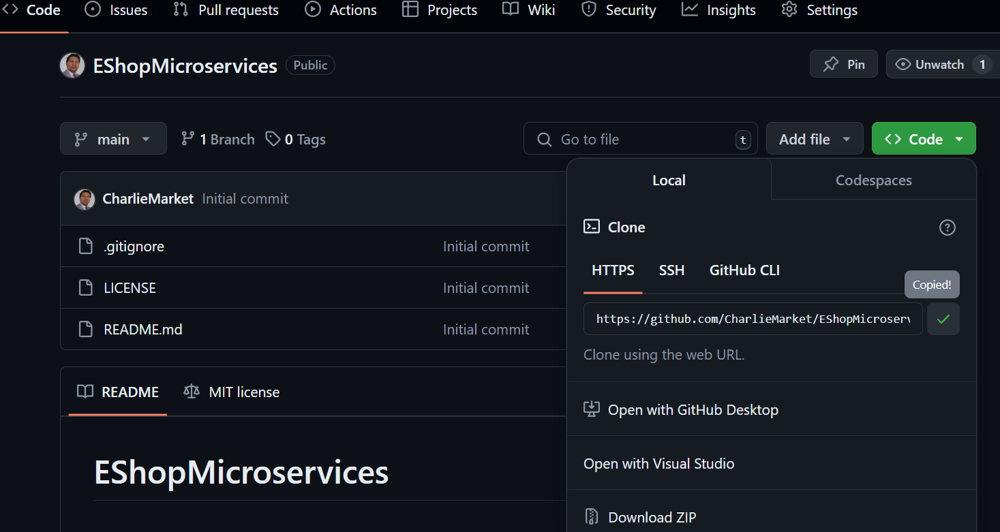 Code Issues Pull requests Actions Projects Wiki Security Insights Settings
EShopMicroservices Public Pin Unwatch 1
main 1 Branch 0 Tags Go to file t Add file Code
Local Codespaces
CharlieMarket Initial commit
Clone
.gitignore Initial commit
HTTPS SSH GitHub CLI
Copied!
LICENSE Initial commit
https://github.com/CharlieMarket/EShopMicroserv
README.md Initial commit
Clone using the web URL.
README MIT license
Open with GitHub Desktop
EShopMicroservices
Open with Visual Studio
Download ZIP